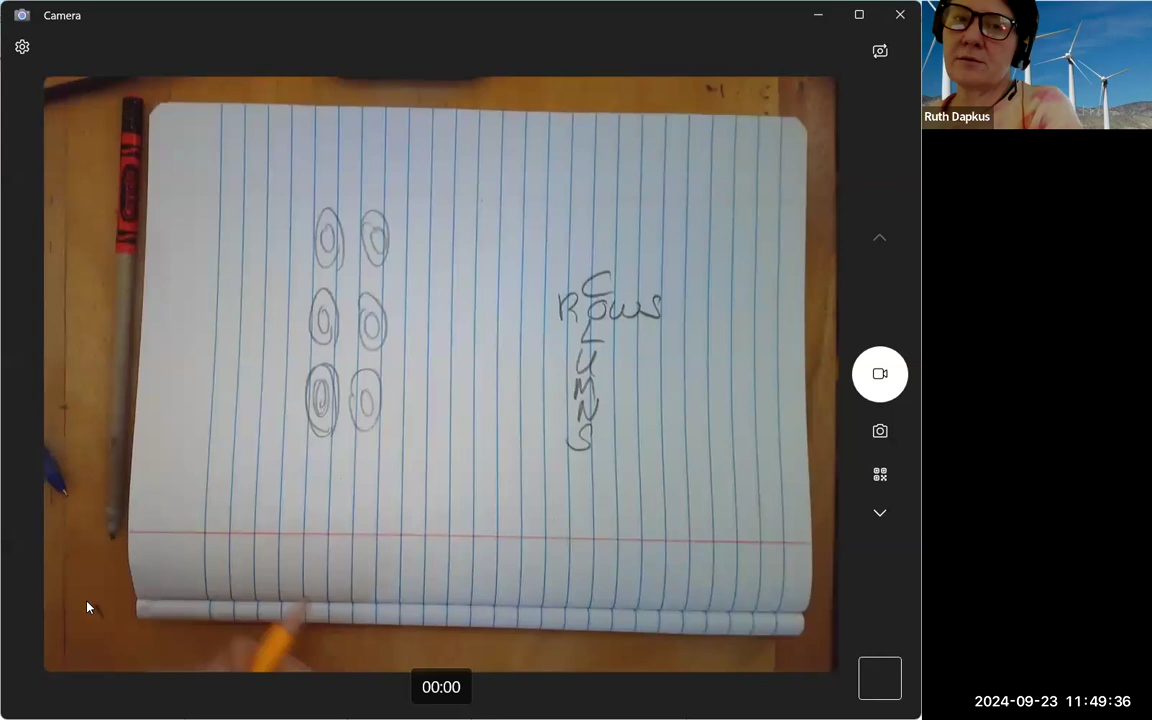 Camera
Ruth Dapkus
ROWS
COLUMNS
00:00
2024-09-23 11:49:36